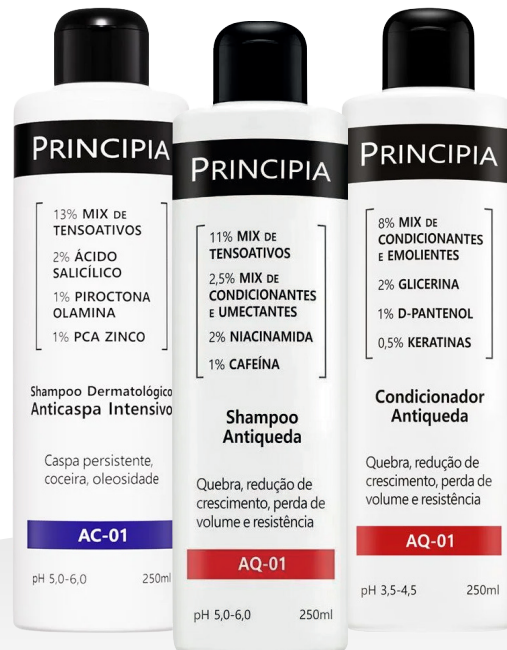 PRINCIPIA
13% MIX DE
TENSOATIVOS
2% ÁCIDO
SALICÍLICO
1% PIROCTONA
OLAMINA
1% PCA ZINCO
Shampoo Dermatológico
Anticaspa Intensivo
Caspa persistente,
coceira, oleosidade
AC-01
pH 5,0-6,0 250ml
PRINCIPIA
11% MIX DE
TENSOATIVOS
2,5% MIX DE
CONDICIONANTES
E UMECTANTES
2% NIACINAMIDA
1% CAFEÍNA
Shampoo
Antiqueda
Quebra, redução de
crescimento, perda de
volume e resistência
AQ-01
pH 5,0-6,0 250ml
PRINCIPIA
8% MIX DE
CONDICIONANTES
E EMOLIENTES
2% GLICERINA
1% D-PANTENOL
0,5% KERATINAS
Condicionador
Antiqueda
Quebra, redução de
crescimento, perda de
volume e resistência
AQ-01
pH 3,5-4,5 250ml